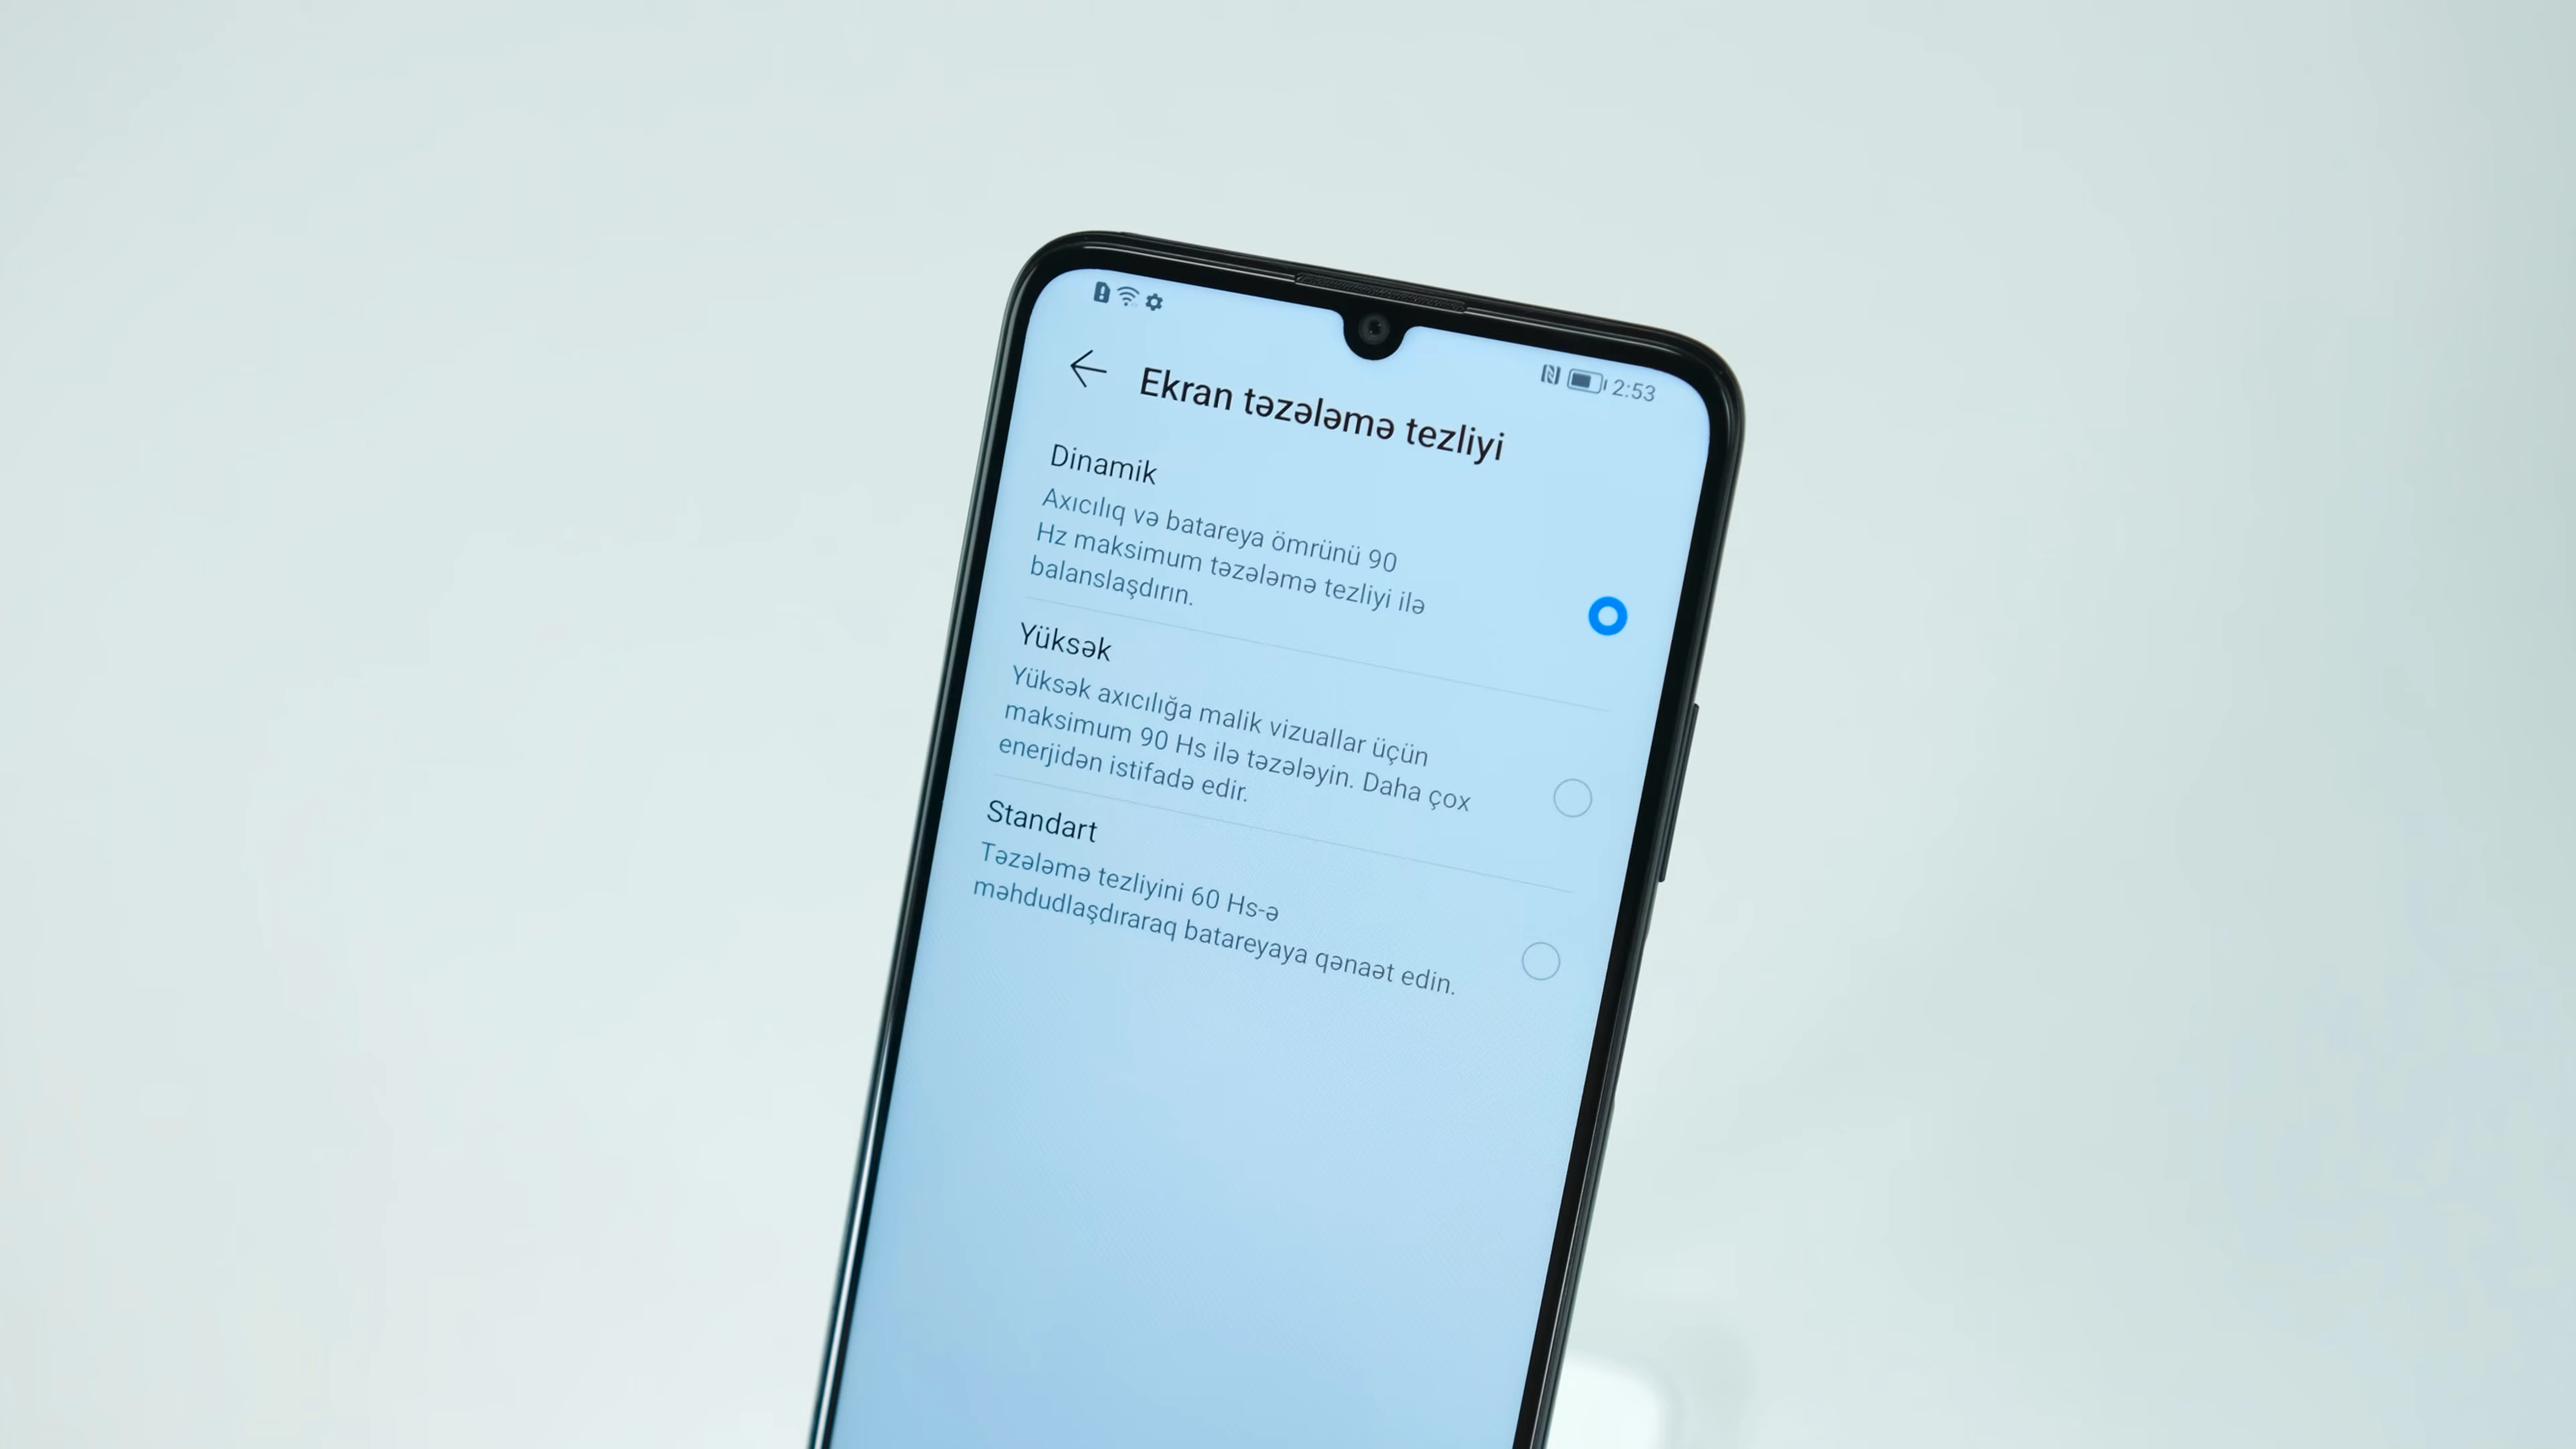 2:53
Ekran təzələmə tezliyi
Dinamik
Axıcılıq və batareya ömrünü 90
Hz maksimum təzələmə tezliyi ilə
balanslaşdırın.
Yüksək
Yüksək axıcılığa malik vizuallar üçün
maksimum 90 Hs ilə təzələyin. Daha çox
enerjidən istifadə edir.
Standart
Təzələmə tezliyini 60 Hs-ə
məhdudlaşdıraraq batareyaya qənaət edin.